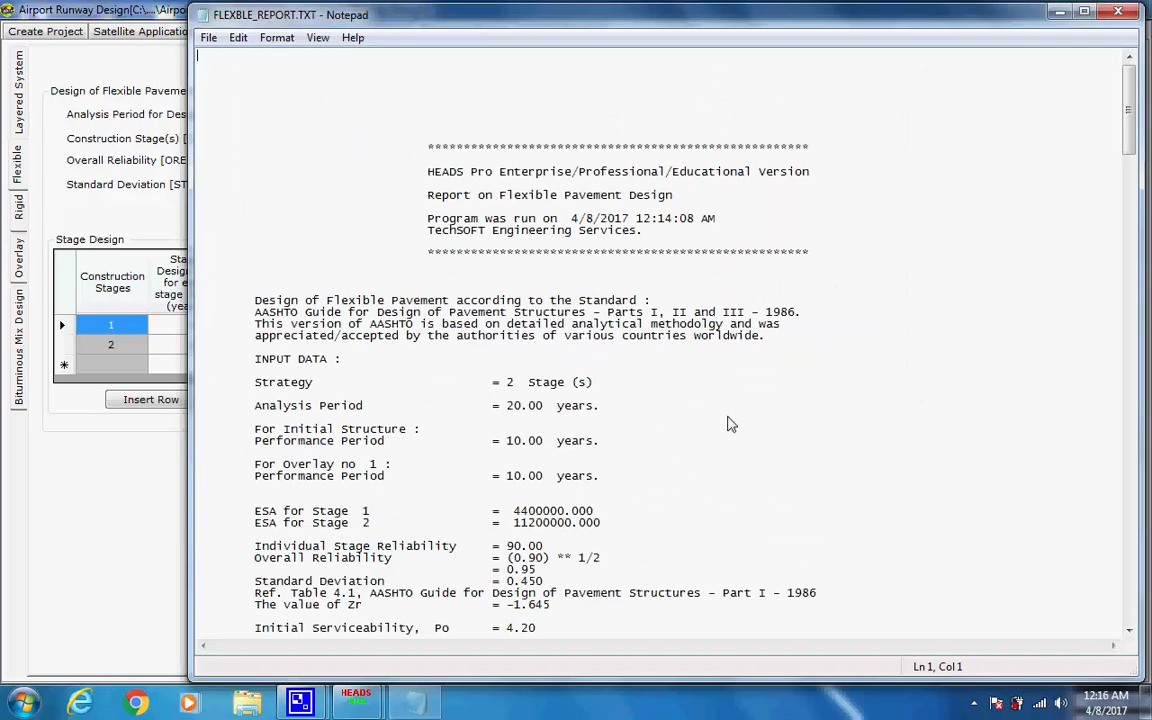 Airport Runway Design[C:\....\Airpo
Create Project
Satellite Applicatio
Layered System
Flexible
Rigid
Overlay
Bituminous Mix Design
Design of Flexible Paveme
Analysis Period for Des
Construction Stage(s) [
Overall Reliability [ORE
Standard Deviation [ST
Stage Design
Construction
Stages
Sta
Design
for e
stage
(yea
1
2
Insert Row
FLEXBLE_REPORT.TXT - Notepad
File Edit Format View Help
****************************************************
HEADS Pro Enterprise/Professional/Educational Version
Report on Flexible Pavement Design
Program was run on 4/8/2017 12:14:08 AM
TechSOFT Engineering Services.
****************************************************
Design of Flexible Pavement according to the Standard :
AASHTO Guide for Design of Pavement Structures - Parts I, II and III - 1986.
This version of AASHTO is based on detailed analytical methodolgy and was
appreciated/accepted by the authorities of various countries worldwide.
INPUT DATA :
Strategy = 2 Stage (s)
Analysis Period = 20.00 years.
For Initial Structure :
Performance Period = 10.00 years.
For Overlay no 1 :
Performance Period = 10.00 years.
ESA for Stage 1 = 4400000.000
ESA for Stage 2 = 11200000.000
Individual Stage Reliability = 90.00
Overall Reliability = (0.90) ** 1/2
= 0.95
Standard Deviation = 0.450
Ref. Table 4.1, AASHTO Guide for Design of Pavement Structures - Part I - 1986
The value of Zr = -1.645
Initial Serviceability, Po = 4.20
Ln 1, Col 1
HEADS
12:16 AM
4/8/2017